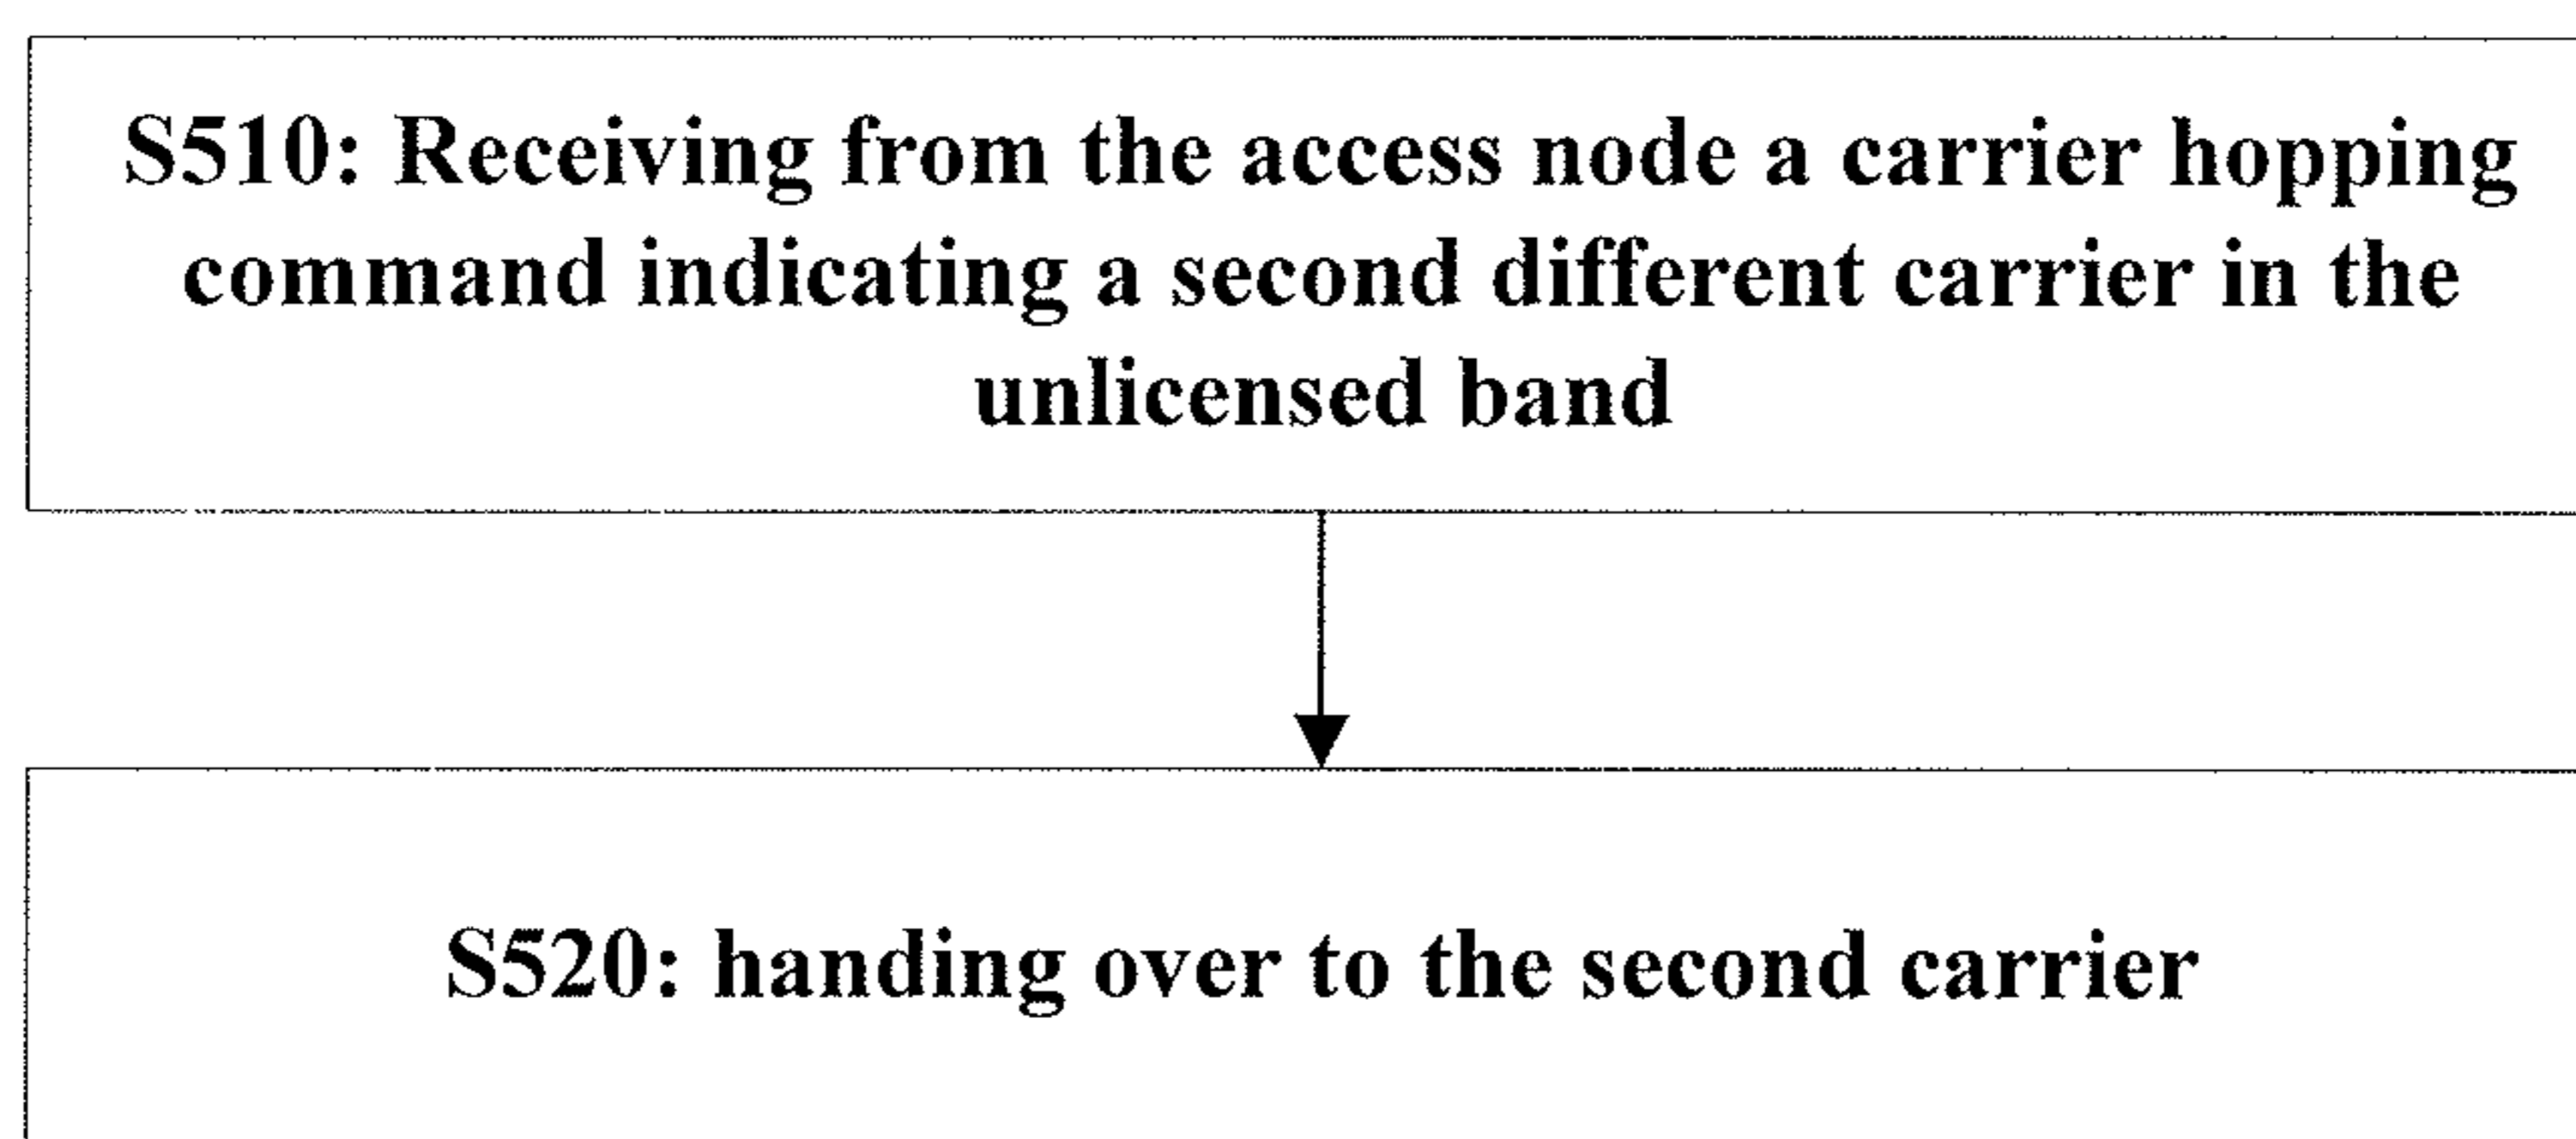 S510: Receiving from the access node a carrier hopping
command indicating a second different carrier in the
unlicensed band
S520: handing over to the second carrier